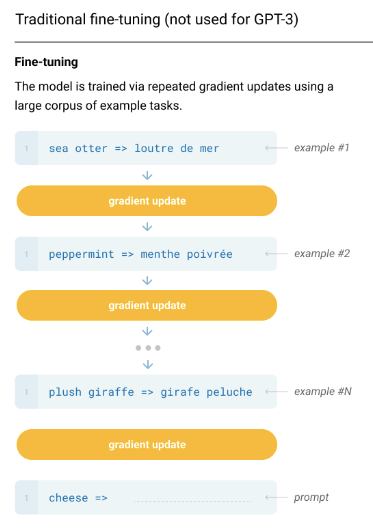 Traditional fine-tuning (not used for GPT-3)
Fine-tuning
The model is trained via repeated gradient updates using a
large corpus of example tasks.
1 sea otter => loutre de mer example #1
gradient update
1 peppermint => menthe poivrée example #2
gradient update
1 plush giraffe => girafe peluche example #N
gradient update
1 cheese => prompt